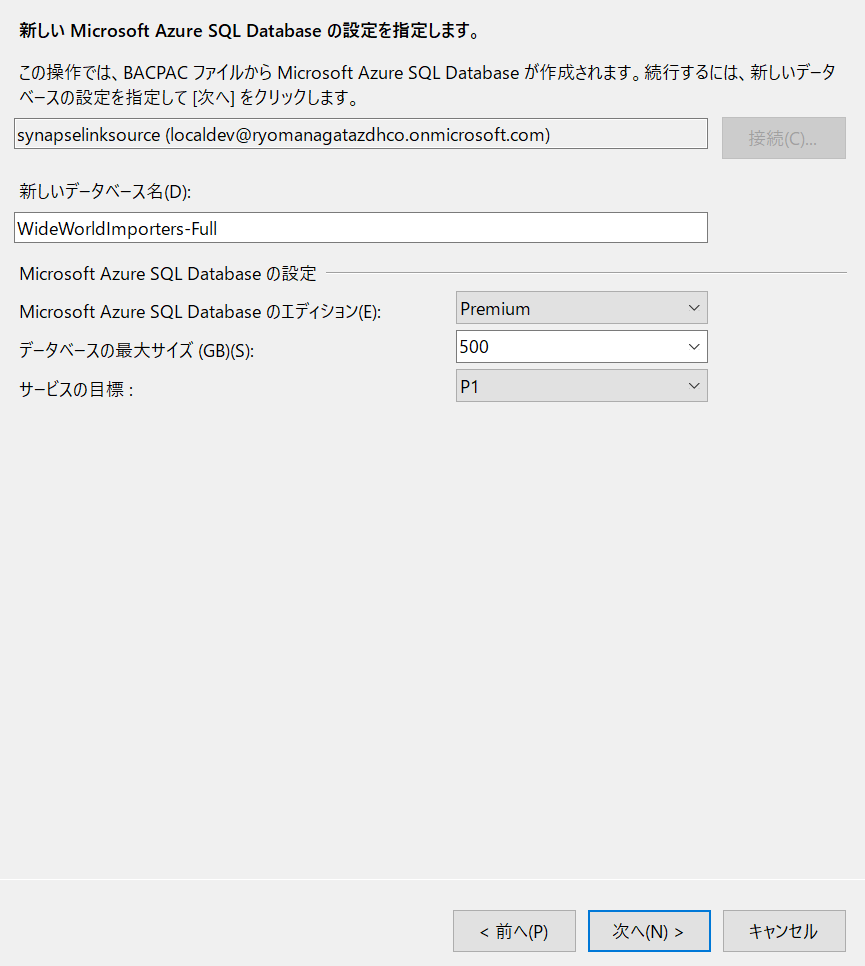 新しい Microsoft Azure SQL Database の設定を指定します。
この操作では、BACPAC ファイルから Microsoft Azure SQL Database が作成されます。続行するには、新しいデータ
ベースの設定を指定して [次へ] をクリックします。
synapselinksource (localdev@ryomanagatazdhco.onmicrosoft.com)
接続(C)...
新しいデータベース名(D):
WideWorldImporters-Full
Microsoft Azure SQL Database の設定
Microsoft Azure SQL Database のエディション(E):
Premium
データベースの最大サイズ (GB)(S):
500
サービスの目標 :
P1
< 前へ(P)
次へ(N) >
キャンセル